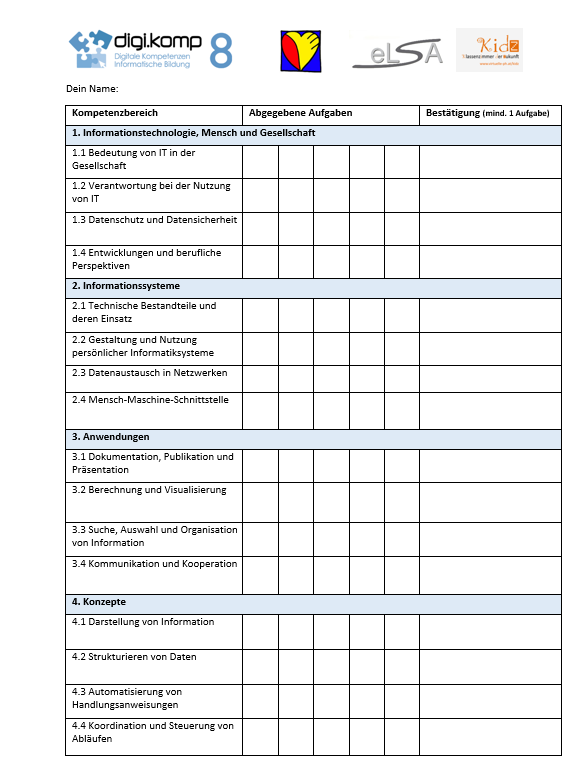 digi.komp 8
Digitale Kompetenzen
Informatische Bildung
eLSA
Kidz
Dein Name:
Kompetenzbereich Abgegebene Aufgaben Bestätigung (mind. 1 Aufgabe)
1. Informationstechnologie, Mensch und Gesellschaft
1.1 Bedeutung von IT in der
Gesellschaft
1.2 Verantwortung bei der Nutzung
von IT
1.3 Datenschutz und Datensicherheit
1.4 Entwicklungen und berufliche
Perspektiven
2. Informationssysteme
2.1 Technische Bestandteile und
deren Einsatz
2.2 Gestaltung und Nutzung
persönlicher Informatiksysteme
2.3 Datenaustausch in Netzwerken
2.4 Mensch-Maschine-Schnittstelle
3. Anwendungen
3.1 Dokumentation, Publikation und
Präsentation
3.2 Berechnung und Visualisierung
3.3 Suche, Auswahl und Organisation
von Information
3.4 Kommunikation und Kooperation
4. Konzepte
4.1 Darstellung von Information
4.2 Strukturieren von Daten
4.3 Automatisierung von
Handlungsanweisungen
4.4 Koordination und Steuerung von
Abläufen